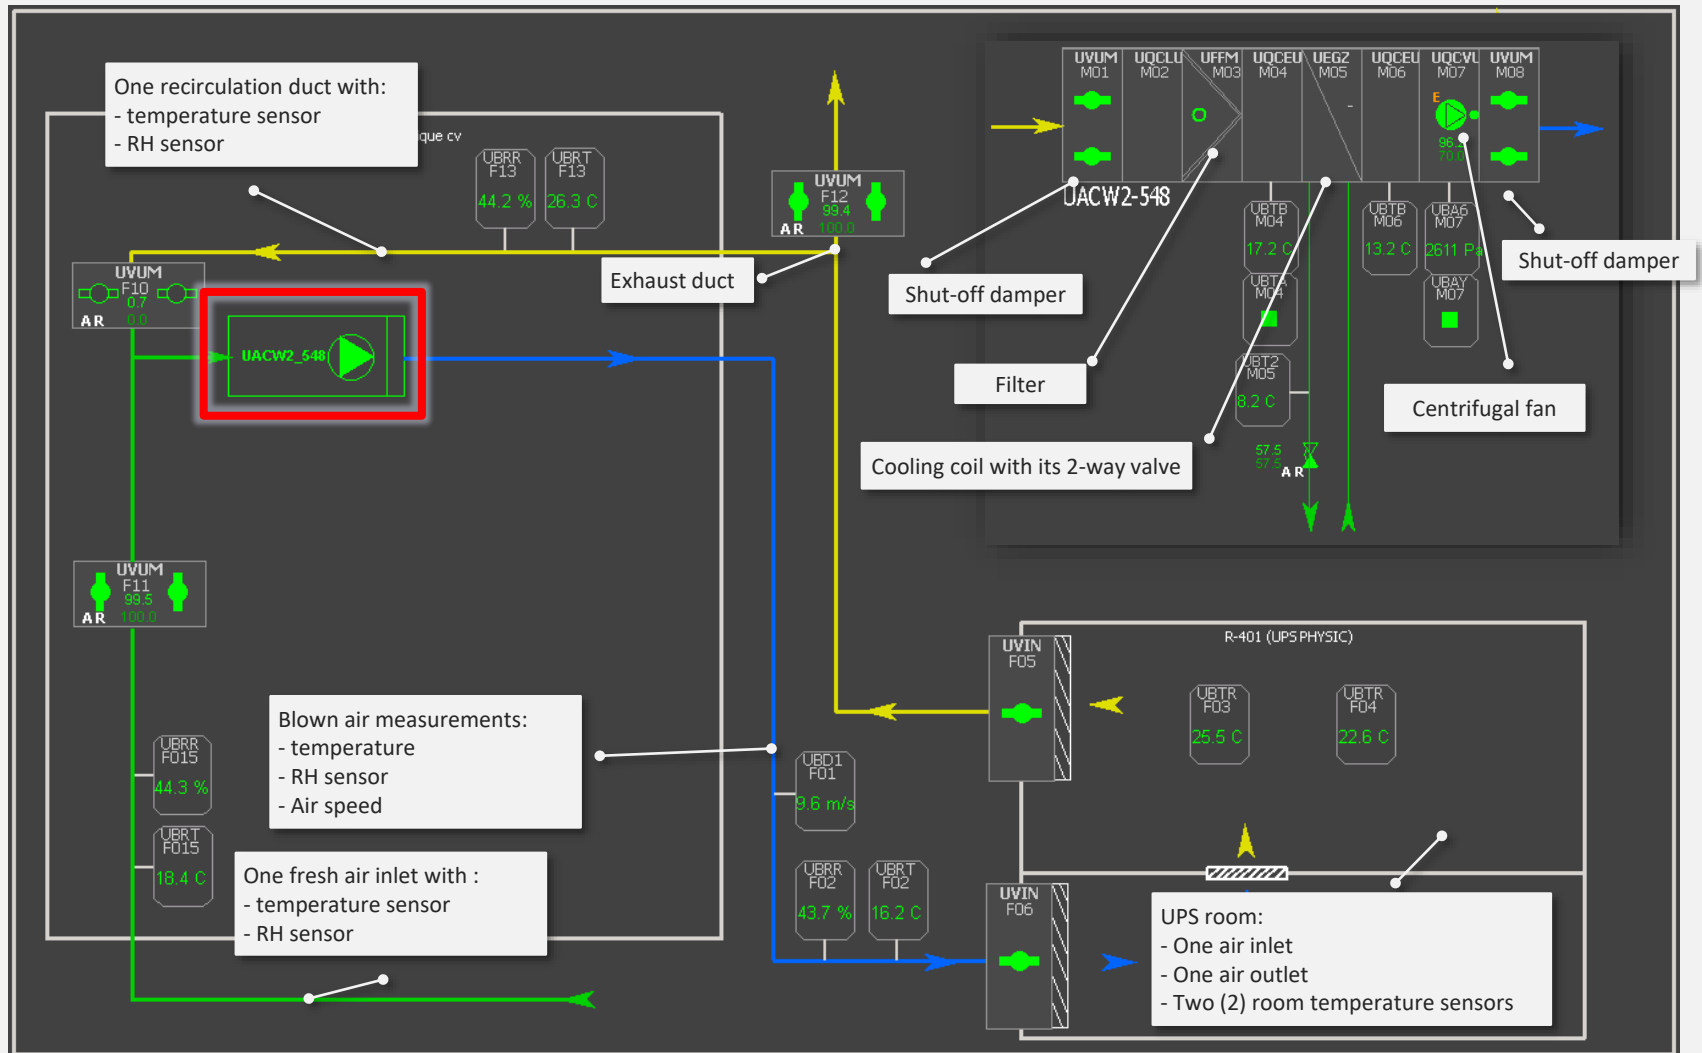 One recirculation duct with:
- temperature sensor
- RH sensor
que cv
UBRR
F13
44.2 %
UBRT
F13
26.3 C
UVUM
F12
99.4
AR 100.0
Exhaust duct
UVUM
F10
0.7
AR 0.0
UACW2_548
UVUM
F11
99.5
AR 100.0
UBRR
F015
44.3 %
UBRT
F015
18.4 C
Blown air measurements:
- temperature
- RH sensor
- Air speed
One fresh air inlet with :
- temperature sensor
- RH sensor
UBD1
F01
9.6 m/s
UBRR
F02
43.7 %
UBRT
F02
16.2 C
UVUM
M01
UQCLU
M02
UFFM
M03
UQCEU
M04
UEGZ
M05
UQCEU
M06
UQCVL
M07
UVUM
M08
E
70.0
UACW2-548
UBTB
M04
17.2 C
UBTA
M04
UBT2
M05
8.2 C
UBTB
M06
13.2 C
UBA6
M07
2611 Pa
UBAY
M07
57.5
57.5
AR
Shut-off damper
Shut-off damper
Filter
Centrifugal fan
Cooling coil with its 2-way valve
R-401 (UPS PHYSIC)
UVIN
F05
UBTR
F03
25.5 C
UBTR
F04
22.6 C
UVIN
F06
UPS room:
- One air inlet
- One air outlet
- Two (2) room temperature sensors